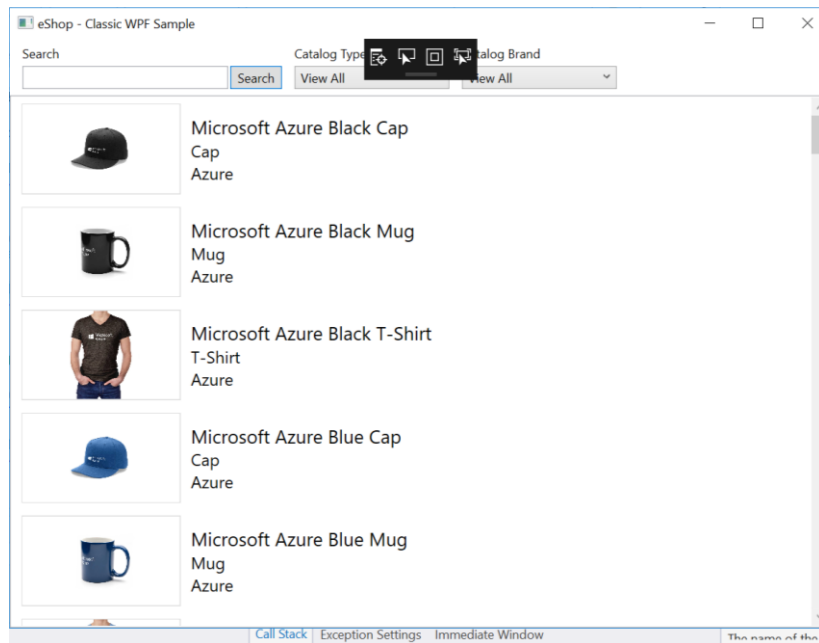 eShop - Classic WPF Sample
Search
Catalog Type
talog Brand
Search
View All
View All
Microsoft Azure Black Cap
Cap
Azure
Microsoft Azure Black Mug
Mug
Azure
Microsoft Azure Black T-Shirt
T-Shirt
Azure
Microsoft Azure Blue Cap
Cap
Azure
Microsoft Azure Blue Mug
Mug
Azure
Call Stack Exception Settings Immediate Window
The name of the